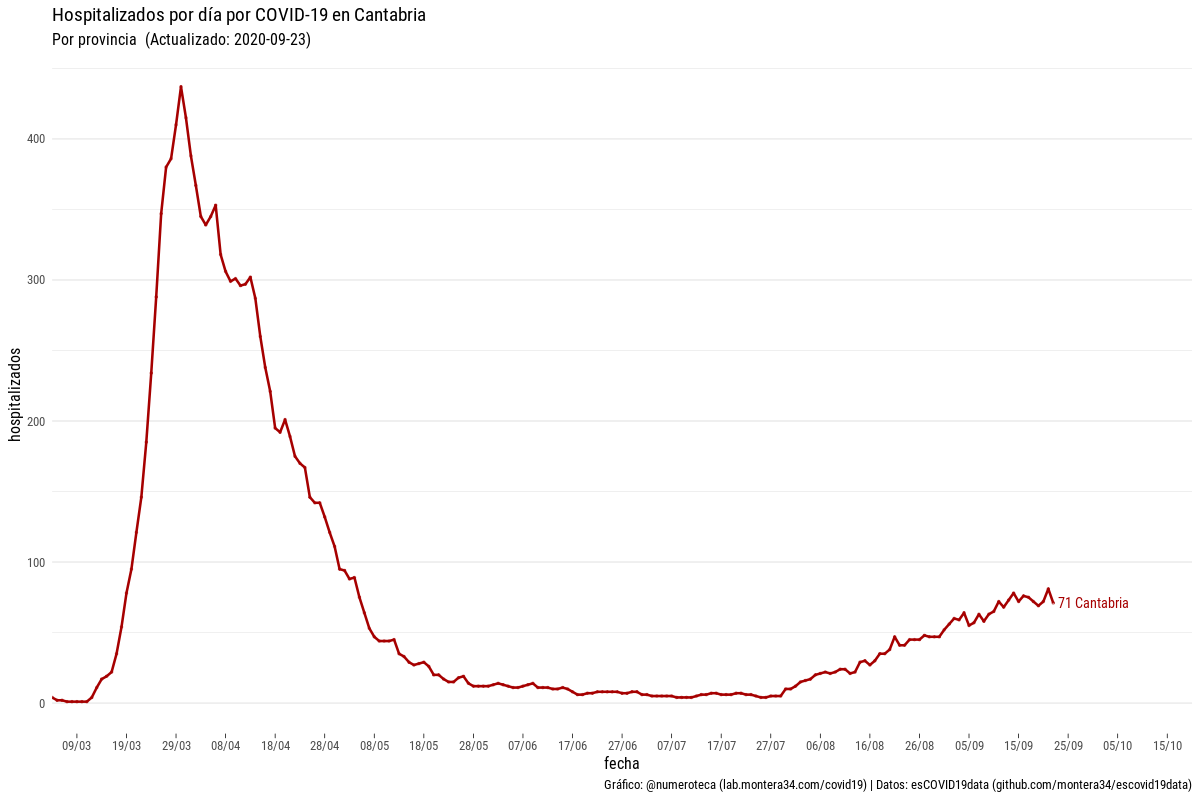 Hospitalizados por día por COVID-19 en Cantabria
Por provincia (Actualizado: 2020-09-23)
400
300
200
100
0
hospitalizados
71 Cantabria
09/03 19/03 29/03 08/04 18/04 28/04 08/05 18/05 28/05 07/06 17/06 27/06 07/07 17/07 27/07 06/08 16/08 26/08 05/09 15/09 25/09 05/10 15/10
fecha
Gráfico: @numeroteca (lab.montera34.com/covid19) | Datos: esCOVID19data (github.com/montera34/escovid19data)